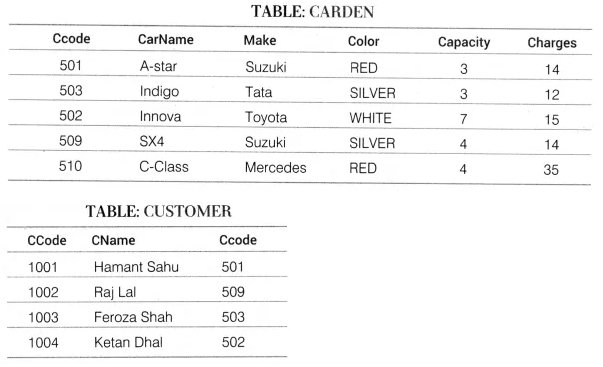 TABLE: CARDEN
Ccode CarName Make Color Capacity Charges
501 A-star Suzuki RED 3 14
503 Indigo Tata SILVER 3 12
502 Innova Toyota WHITE 7 15
509 SX4 Suzuki SILVER 4 14
510 C-Class Mercedes RED 4 35
TABLE: CUSTOMER
CCode CName Ccode
1001 Hamant Sahu 501
1002 Raj Lal 509
1003 Feroza Shah 503
1004 Ketan Dhal 502